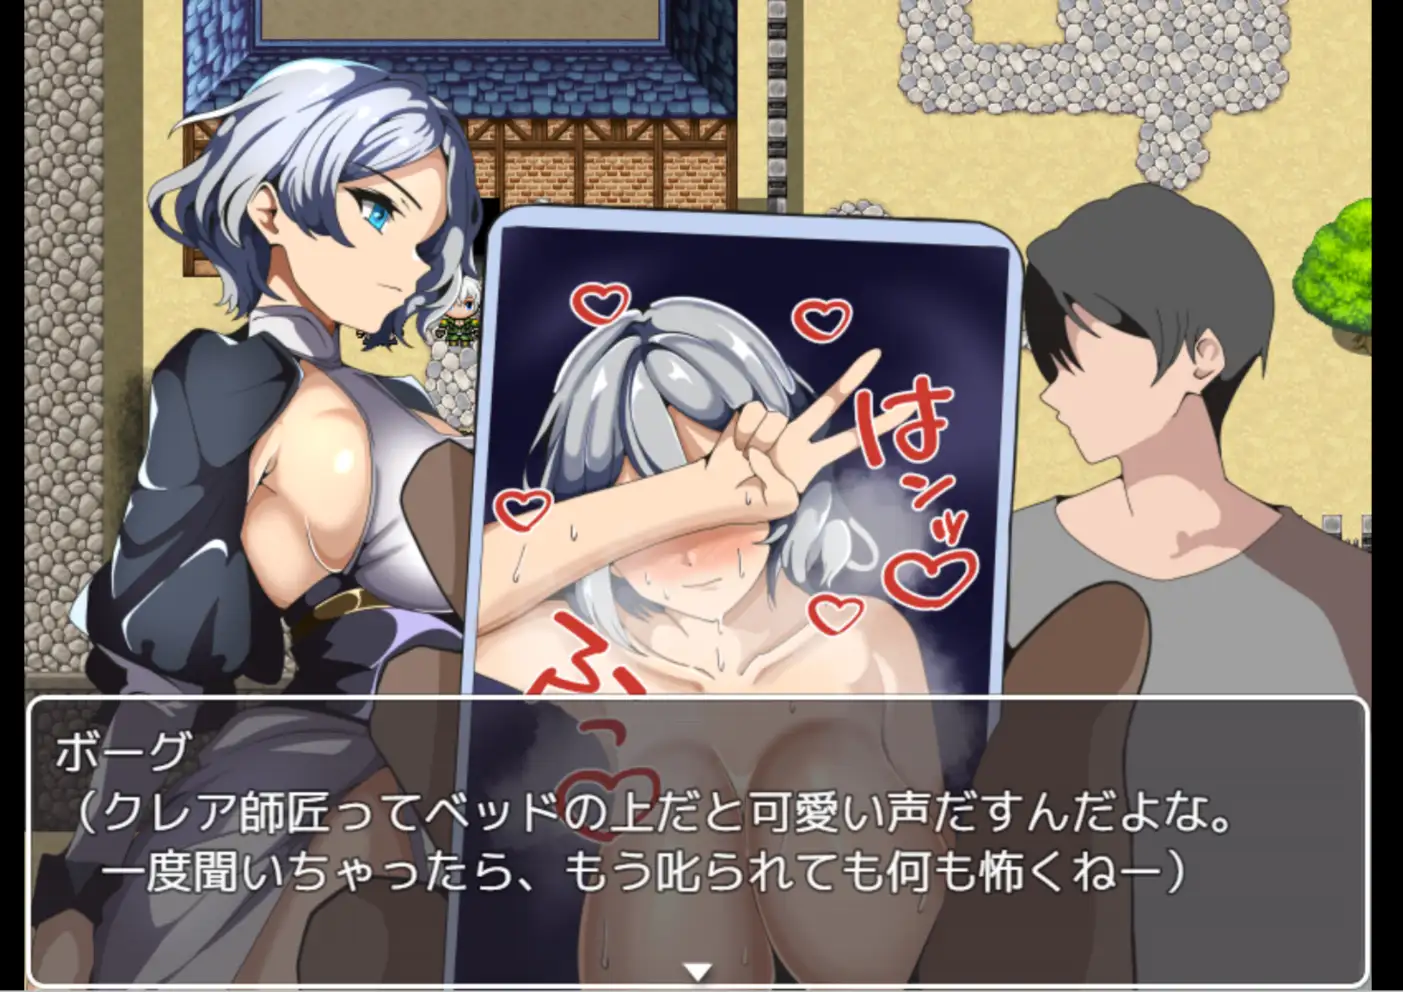 はンッ♡
ふっ♡
ボーグ
（クレア師匠ってベッドの上だと可愛い声だすんだよな。
一度聞いちゃったら、もう叱られても何も怖くねー）